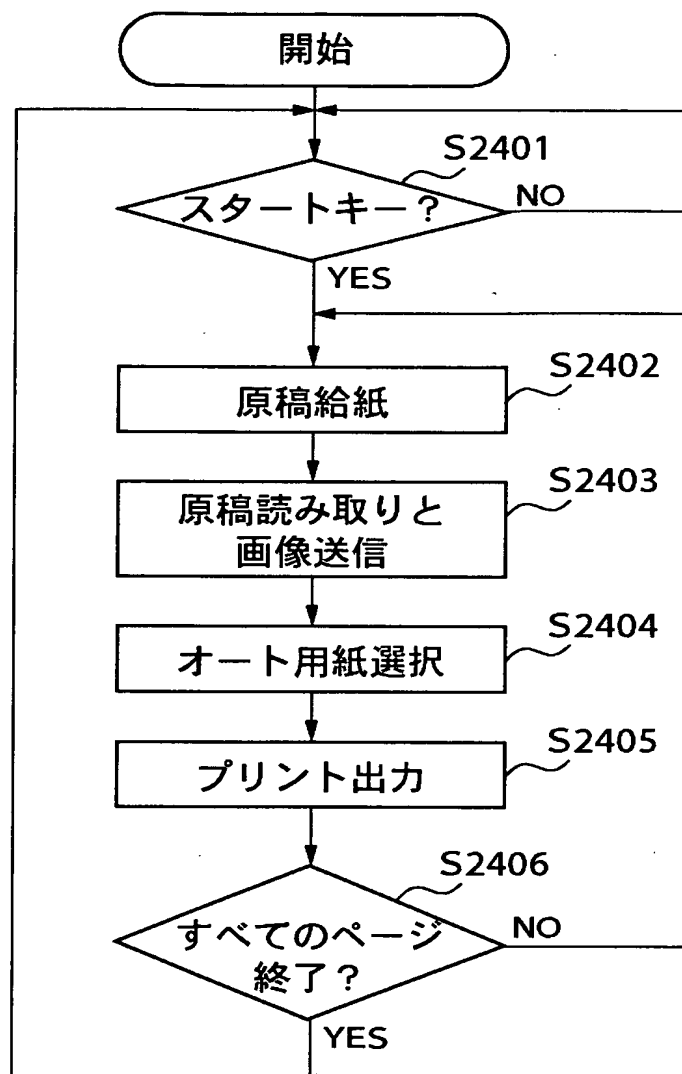 開始
S2401
スタートキー?
NO
YES
S2402
原稿給紙
S2403
原稿読み取りと
画像送信
S2404
オート用紙選択
S2405
プリント出力
S2406
すべてのページ
終了?
NO
YES